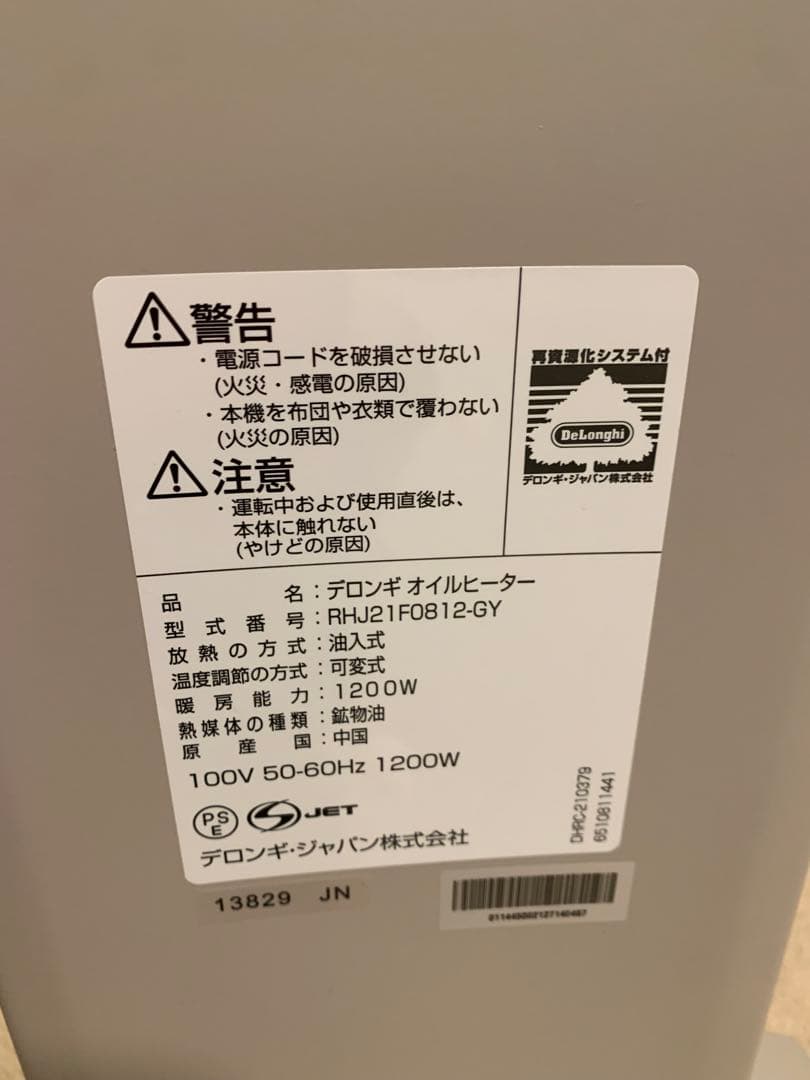 警告
・電源コードを破損させない
(火災・感電の原因)
・本機を布団や衣類で覆わない
(火災の原因)
注意
・運転中および使用直後は、
本体に触れない
(やけどの原因)
再資源化システム付
DeLonghi
デロンギ・ジャパン株式会社
品名：デロンギ オイルヒーター
型式番号：RHJ21F0812-GY
放熱の方式：油入式
温度調節の方式：可変式
暖房能力：1200W
熱媒体の種類：鉱物油
原産国：中国
100V 50-60Hz 1200W
PSE JET
デロンギ・ジャパン株式会社
DHRC-210379
6510811441
13829 JN